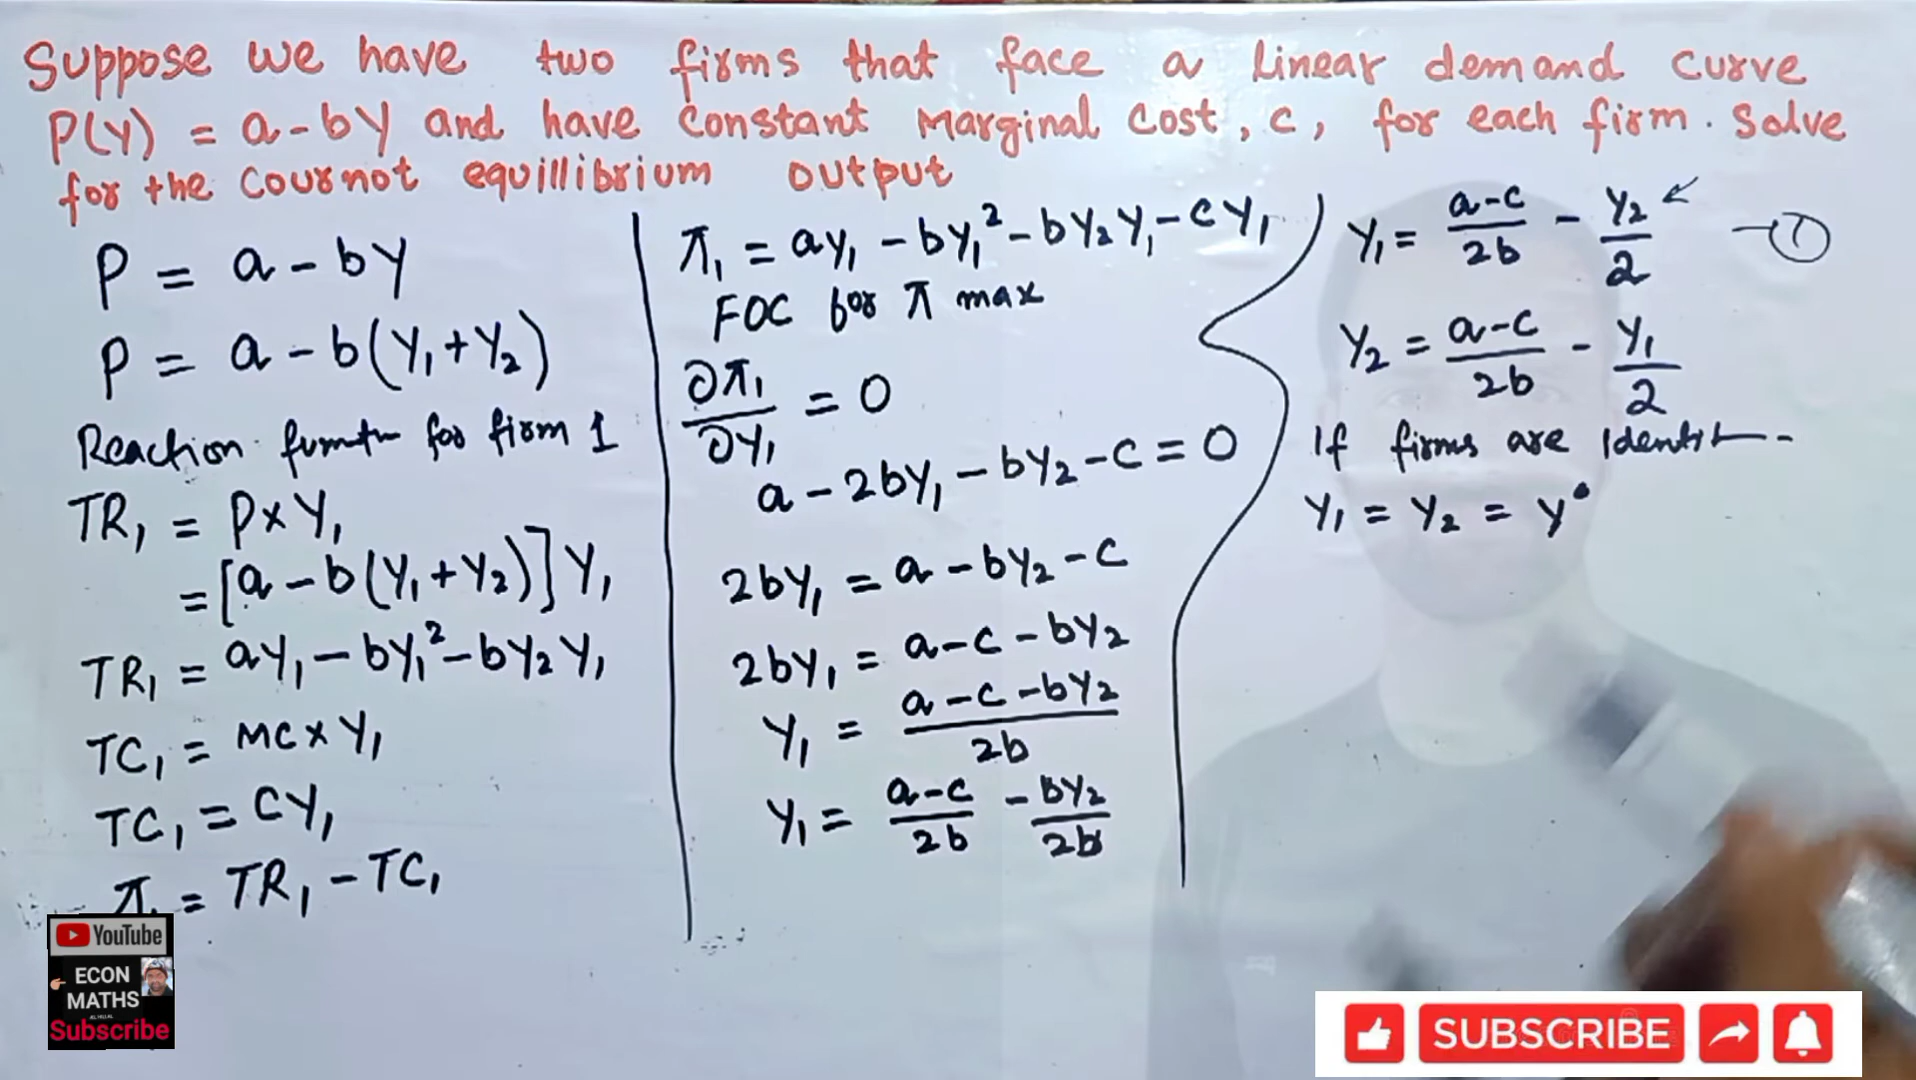 Suppose we have two firms that face a linear demand curve
P(Y) = a-bY and have constant marginal cost, c, for each firm. Solve
for the cournot equillibrium output
P = a - bY
P = a - b(Y₁+Y₂)
Reaction for firm 1
TR₁ = P×Y₁
= [a - b(Y₁+Y₂)] Y₁
TR₁ = aY₁ - bY₁² - bY₂Y₁
TC₁ = MC×Y₁
TC₁ = CY₁
π₁ = TR₁ - TC₁
π₁ = aY₁ - bY₁² - bY₂Y₁ - CY₁
FOC for π max
∂π₁/∂Y₁ = 0
a - 2bY₁ - bY₂ - C = 0
2bY₁ = a - bY₂ - C
2bY₁ = a - C - bY₂
Y₁ = (a - C - bY₂)/2b
Y₁ = (a-C)/2b - bY₂/2b
Y₁ = (a-C)/2b - Y₂/2 ①
Y₂ = (a-C)/2b - Y₁/2
If firms are
Y₁ = Y₂ = Y°
YouTube
ECON
MATHS
Subscribe
SUBSCRIBE